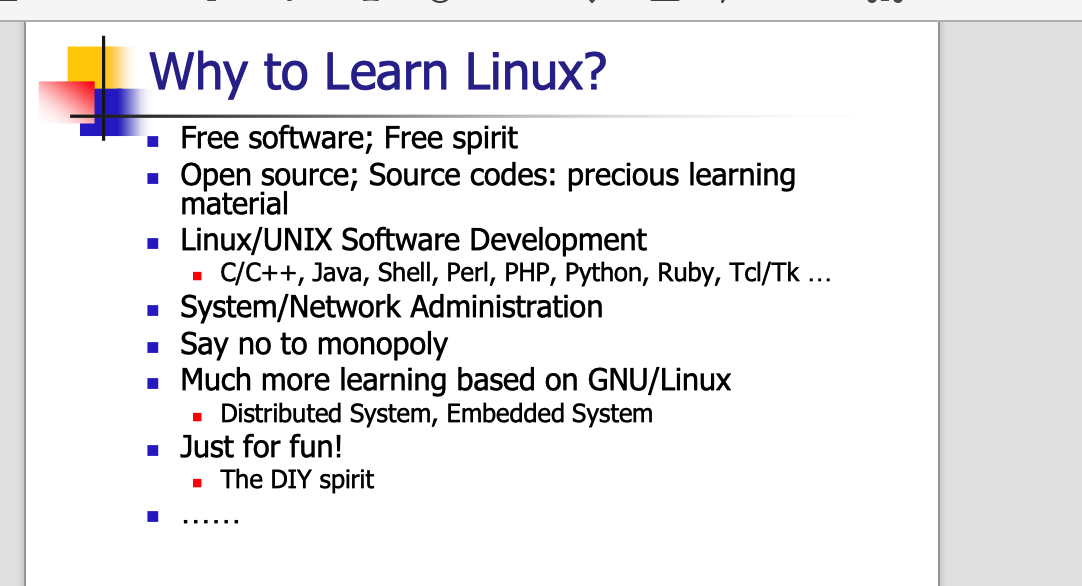 Why to Learn Linux?
Free software; Free spirit
Open source; Source codes: precious learning
material
Linux/UNIX Software Development
C/C++, Java, Shell, Perl, PHP, Python, Ruby, Tcl/Tk …
System/Network Administration
Say no to monopoly
Much more learning based on GNU/Linux
Distributed System, Embedded System
Just for fun!
The DIY spirit
……